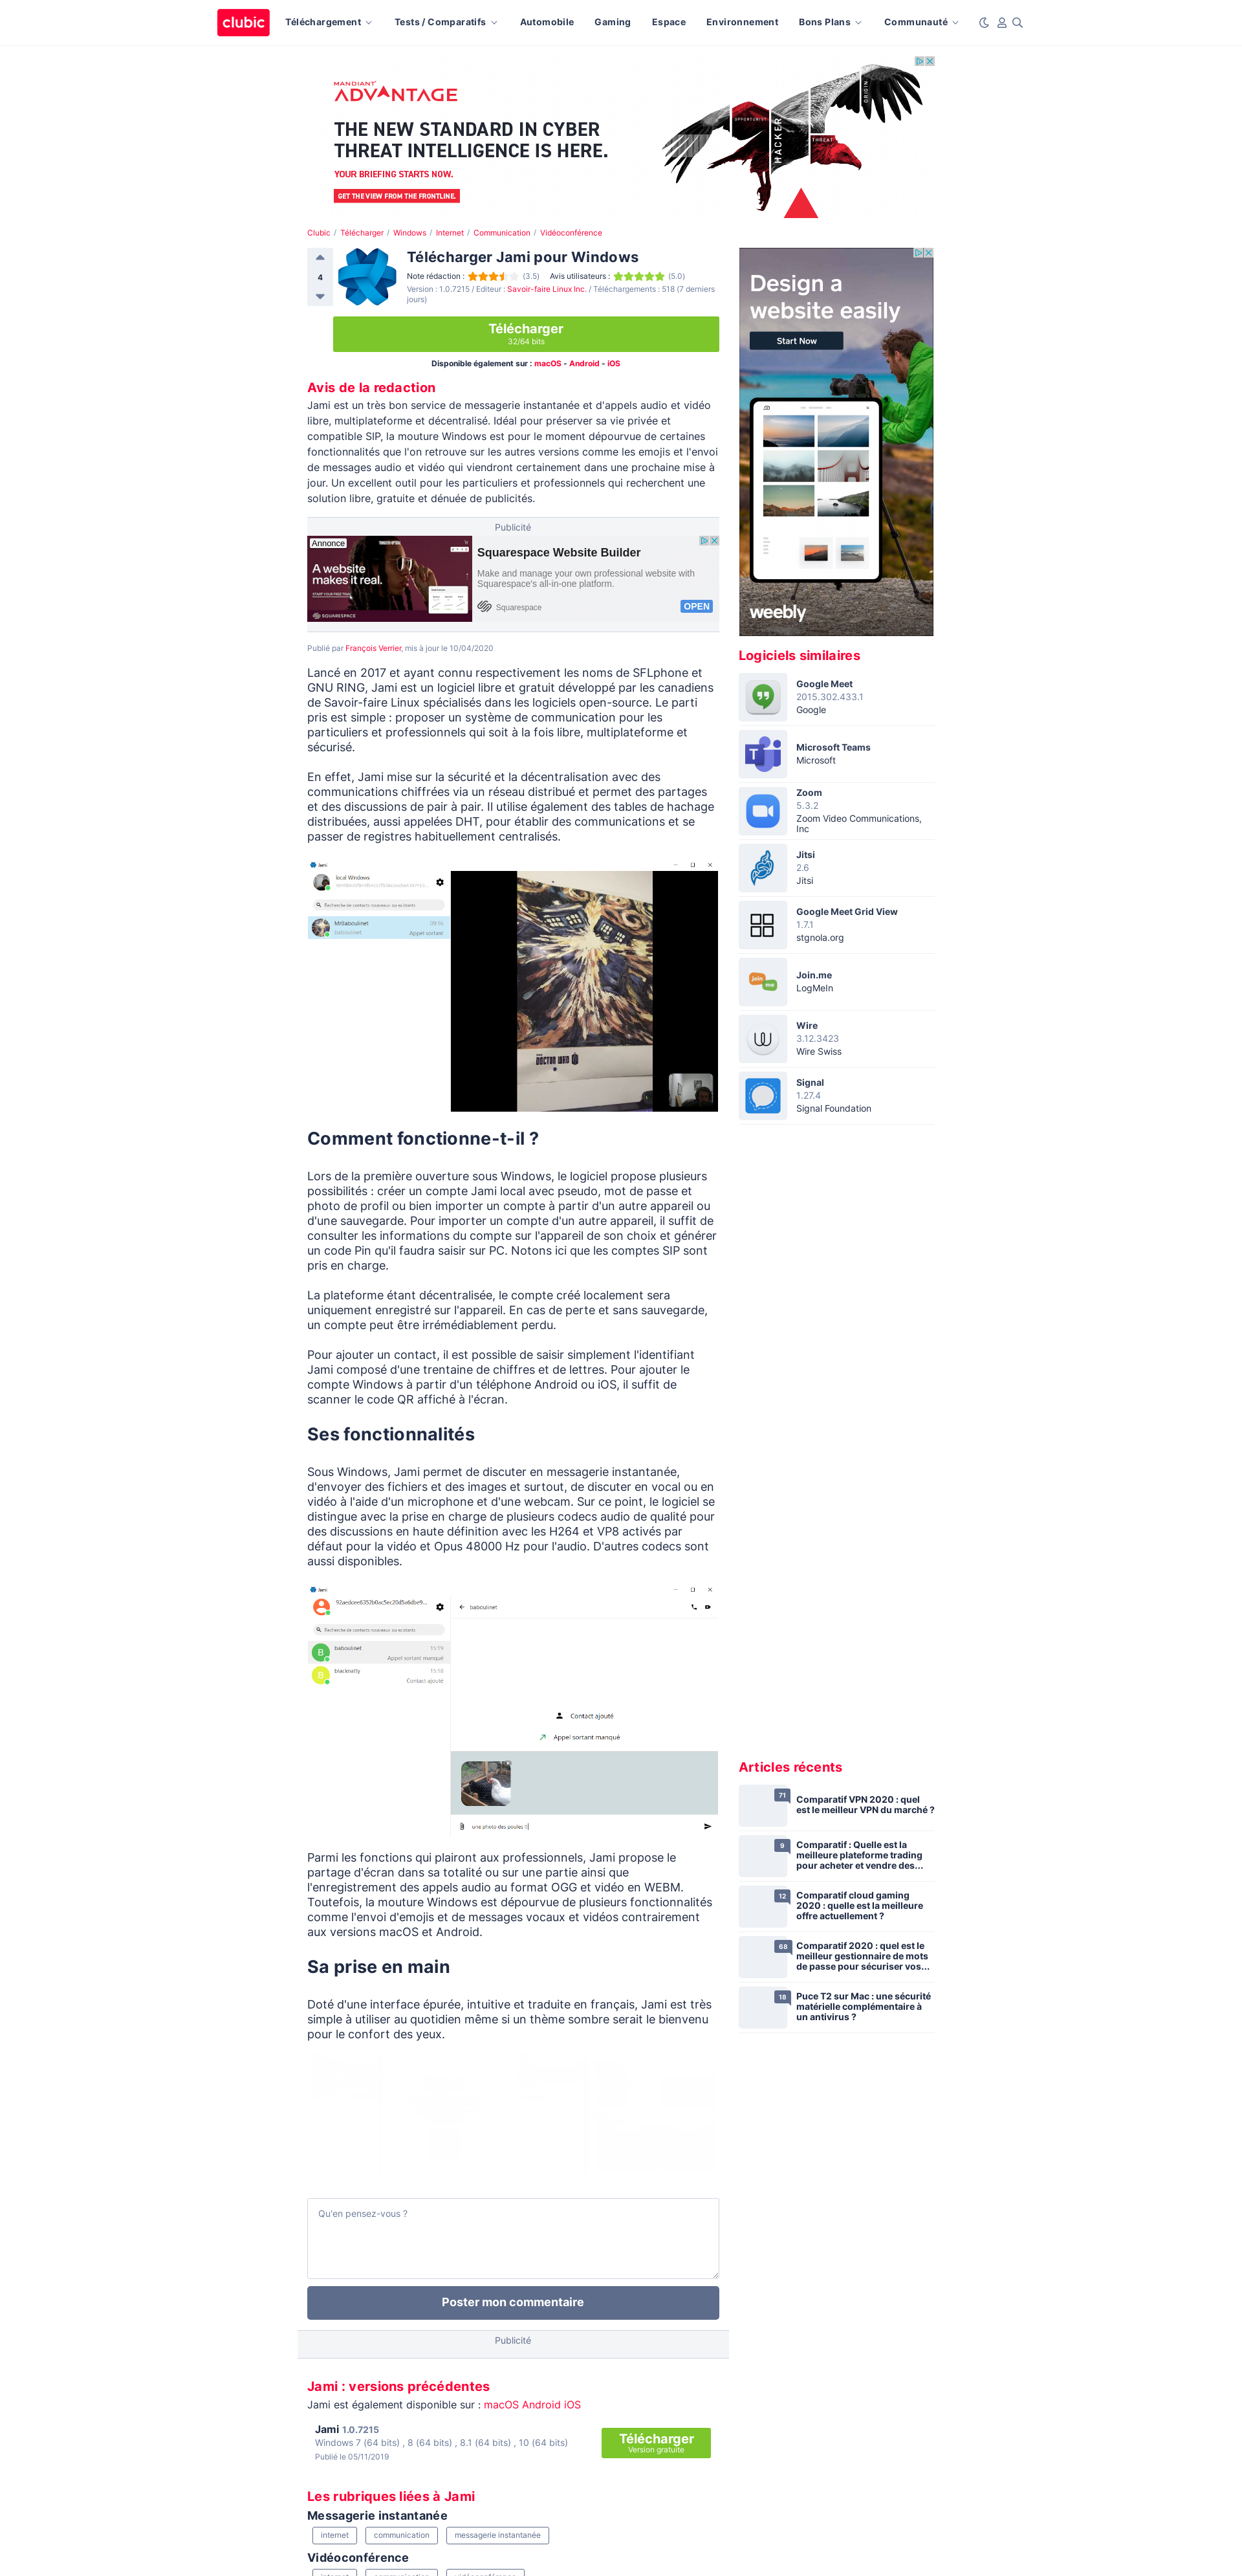 clubic
Téléchargement
Tests / Comparatifs
Automobile
Gaming
Espace
Environnement
Bons Plans
Communauté
MANDIANT
ADVANTAGE
THE NEW STANDARD IN CYBER
THREAT INTELLIGENCE IS HERE.
YOUR BRIEFING STARTS NOW.
GET THE VIEW FROM THE FRONTLINE.
OPPORTUNIST
HACKER
THREAT
ORIGIN
Clubic / Télécharger / Windows / Internet / Communication / Vidéoconférence
4
Télécharger Jami pour Windows
Note rédaction : (3.5) Avis utilisateurs : (5.0)
Version : 1.0.7215 / Editeur : Savoir-faire Linux Inc. / Téléchargements : 518 (7 derniers
jours)
Télécharger
32/64 bits
Disponible également sur : macOS - Android - iOS
Avis de la redaction
Jami est un très bon service de messagerie instantanée et d'appels audio et vidéo
libre, multiplateforme et décentralisé. Idéal pour préserver sa vie privée et
compatible SIP, la mouture Windows est pour le moment dépourvue de certaines
fonctionnalités que l'on retrouve sur les autres versions comme les emojis et l'envoi
de messages audio et vidéo qui viendront certainement dans une prochaine mise à
jour. Un excellent outil pour les particuliers et professionnels qui recherchent une
solution libre, gratuite et dénuée de publicités.
Publicité
Annonce
A website
makes it real.
SQUARESPACE
Squarespace Website Builder
Make and manage your own professional website with
Squarespace's all-in-one platform.
Squarespace
OPEN
Publié par François Verrier, mis à jour le 10/04/2020
Lancé en 2017 et ayant connu respectivement les noms de SFLphone et
GNU RING, Jami est un logiciel libre et gratuit développé par les canadiens
de Savoir-faire Linux spécialisés dans les logiciels open-source. Le parti
pris est simple : proposer un système de communication pour les
particuliers et professionnels qui soit à la fois libre, multiplateforme et
sécurisé.
En effet, Jami mise sur la sécurité et la décentralisation avec des
communications chiffrées via un réseau distribué et permet des partages
et des discussions de pair à pair. Il utilise également des tables de hachage
distribuées, aussi appelées DHT, pour établir des communications et se
passer de registres habituellement centralisés.
Jami
local Windows
Recherche de contacts nouveaux ou existants
Mrliaboulinet
09:16
baboulinet
Appel sortant
DOCTOR WHO
Comment fonctionne-t-il ?
Lors de la première ouverture sous Windows, le logiciel propose plusieurs
possibilités : créer un compte Jami local avec pseudo, mot de passe et
photo de profil ou bien importer un compte à partir d'un autre appareil ou
d'une sauvegarde. Pour importer un compte d'un autre appareil, il suffit de
consulter les informations du compte sur l'appareil de son choix et générer
un code Pin qu'il faudra saisir sur PC. Notons ici que les comptes SIP sont
pris en charge.
La plateforme étant décentralisée, le compte créé localement sera
uniquement enregistré sur l'appareil. En cas de perte et sans sauvegarde,
un compte peut être irrémédiablement perdu.
Pour ajouter un contact, il est possible de saisir simplement l'identifiant
Jami composé d'une trentaine de chiffres et de lettres. Pour ajouter le
compte Windows à partir d'un téléphone Android ou iOS, il suffit de
scanner le code QR affiché à l'écran.
Ses fonctionnalités
Sous Windows, Jami permet de discuter en messagerie instantanée,
d'envoyer des fichiers et des images et surtout, de discuter en vocal ou en
vidéo à l'aide d'un microphone et d'une webcam. Sur ce point, le logiciel se
distingue avec la prise en charge de plusieurs codecs audio de qualité pour
des discussions en haute définition avec les H264 et VP8 activés par
défaut pour la vidéo et Opus 48000 Hz pour l'audio. D'autres codecs sont
aussi disponibles.
Jami
92aedcee6352b0ac5ec20d5a6dbe9...
baboulinet
Recherche de contacts nouveaux ou existants
B
baboulinet
15:19
Appel sortant manqué
B
blacknally
15:18
Contact ajouté
Contact ajouté
Appel sortant manqué
une photo des poules !!
Parmi les fonctions qui plairont aux professionnels, Jami propose le
partage d'écran dans sa totalité ou sur une partie ainsi que
l'enregistrement des appels audio au format OGG et vidéo en WEBM.
Toutefois, la mouture Windows est dépourvue de plusieurs fonctionnalités
comme l'envoi d'emojis et de messages vocaux et vidéos contrairement
aux versions macOS et Android.
Sa prise en main
Doté d'une interface épurée, intuitive et traduite en français, Jami est très
simple à utiliser au quotidien même si un thème sombre serait le bienvenu
pour le confort des yeux.
Qu'en pensez-vous ?
Poster mon commentaire
Publicité
Jami : versions précédentes
Jami est également disponible sur : macOS Android iOS
Jami 1.0.7215
Windows 7 (64 bits) , 8 (64 bits) , 8.1 (64 bits) , 10 (64 bits)
Publié le 05/11/2019
Télécharger
Version gratuite
Les rubriques liées à Jami
Messagerie instantanée
internet
communication
messagerie instantanée
Vidéoconférence
Design a
website easily
Start Now
weebly
Logiciels similaires
Google Meet
2015.302.433.1
Google
Microsoft Teams
Microsoft
Zoom
5.3.2
Zoom Video Communications,
Inc
Jitsi
2.6
Jitsi
Google Meet Grid View
1.7.1
stgnola.org
join
me
Join.me
LogMeIn
Wire
3.12.3423
Wire Swiss
Signal
1.27.4
Signal Foundation
Articles récents
71
Comparatif VPN 2020 : quel
est le meilleur VPN du marché ?
9
Comparatif : Quelle est la
meilleure plateforme trading
pour acheter et vendre des...
12
Comparatif cloud gaming
2020 : quelle est la meilleure
offre actuellement ?
68
Comparatif 2020 : quel est le
meilleur gestionnaire de mots
de passe pour sécuriser vos...
18
Puce T2 sur Mac : une sécurité
matérielle complémentaire à
un antivirus ?